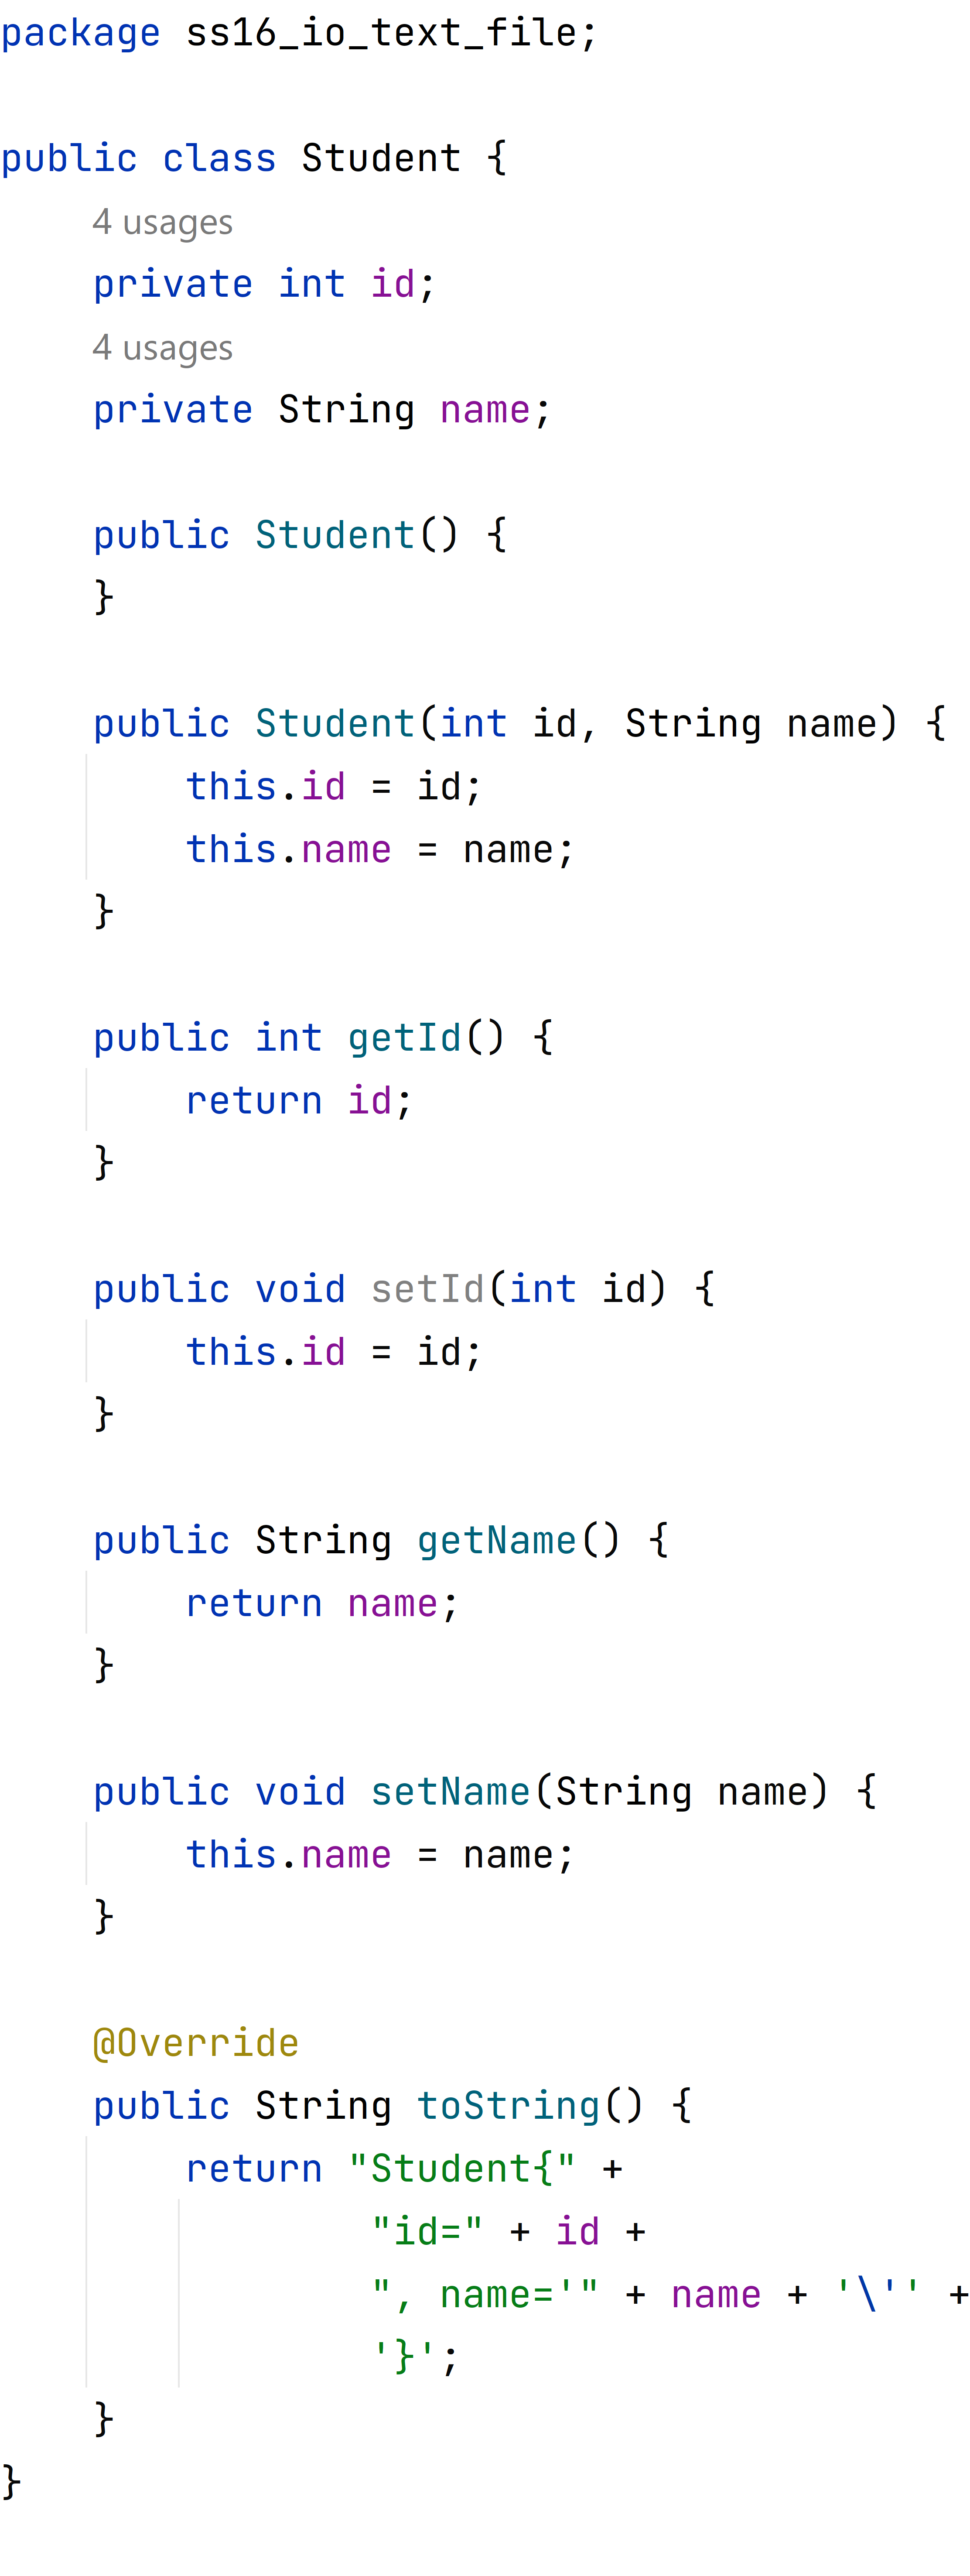 package ss16_io_text_file;
public class Student {
4 usages
private int id;
4 usages
private String name;
public Student() {
}
public Student(int id, String name) {
this.id = id;
this.name = name;
}
public int getId() {
return id;
}
public void setId(int id) {
this.id = id;
}
public String getName() {
return name;
}
public void setName(String name) {
this.name = name;
}
@Override
public String toString() {
return "Student{" +
"id=" + id +
", name='" + name + '\'' +
'}';
}
}